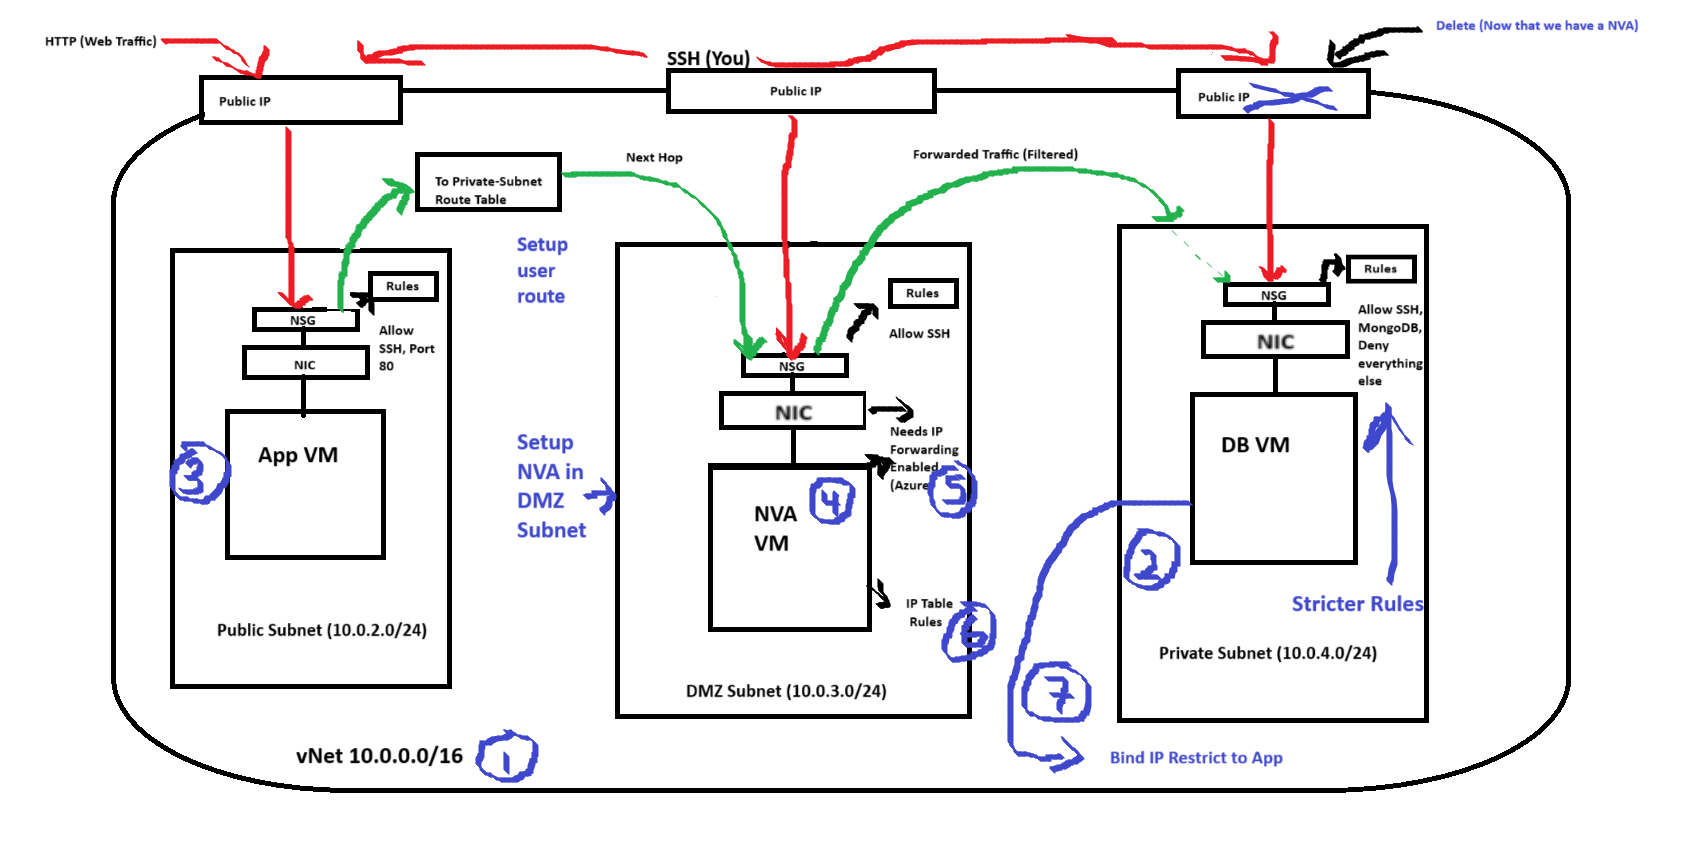 Delete (Now that we have a NVA)
HTTP (Web Traffic)
SSH (You)
Public IP
Public IP
Public IP
Next Hop
Forwarded Traffic (Filtered)
To Private-Subnet
Route Table
Setup
user
route
Rules
NSG
Allow
SSH, Port
80
NIC
App VM
3
Public Subnet (10.0.2.0/24)
Rules
Allow SSH
NSG
NIC
Needs IP
Forwarding
Enabled
(Azure
5
Setup
NVA in
DMZ
Subnet
4
NVA
VM
IP Table
Rules
6
DMZ Subnet (10.0.3.0/24)
Rules
NSG
NIC
Allow SSH,
MongoDB,
Deny
everything
else
DB VM
2
Stricter Rules
Private Subnet (10.0.4.0/24)
7
Bind IP Restrict to App
vNet 10.0.0.0/16
1